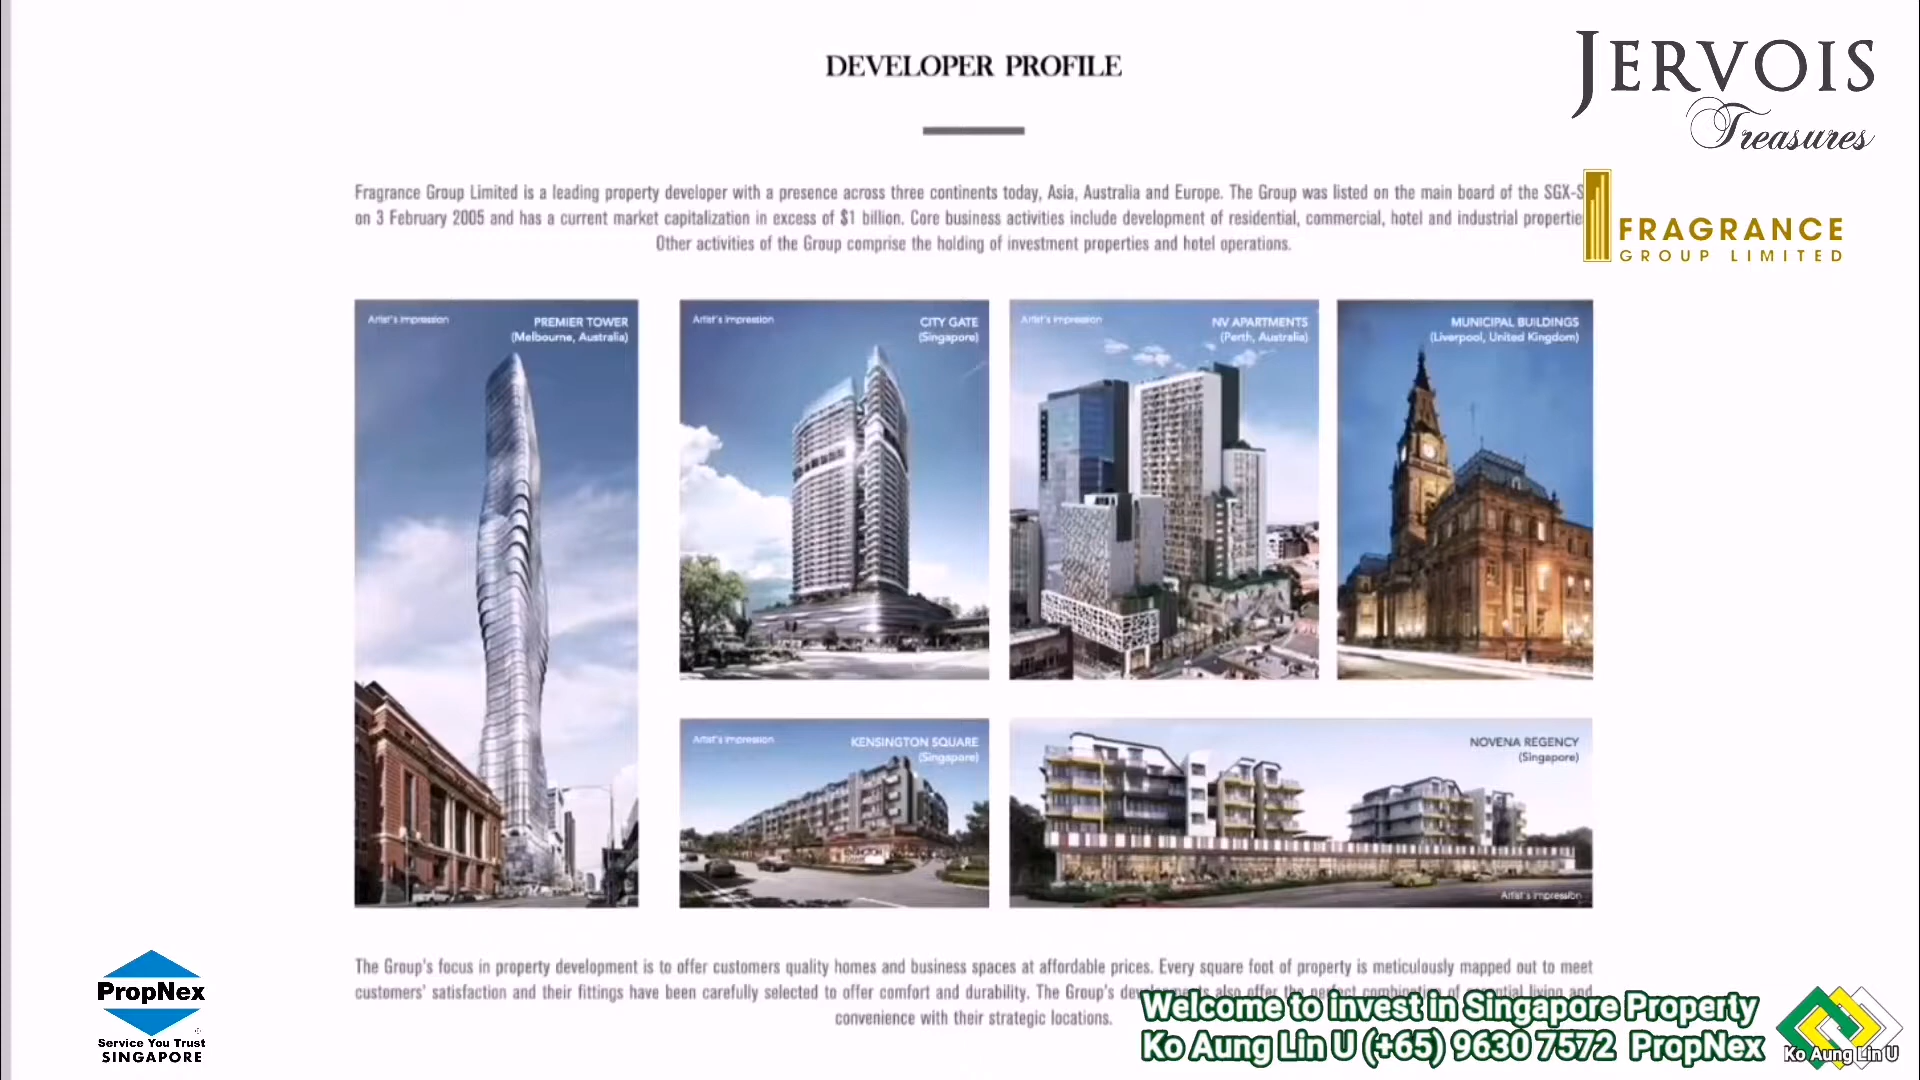 DEVELOPER PROFILE
JERVOIS
Treasures
Fragrance Group Limited is a leading property developer with a presence across three continents today, Asia, Australia and Europe. The Group was listed on the main board of the SGX-S
on 3 February 2005 and has a current market capitalization in excess of $1 billion. Core business activities include development of residential, commercial, hotel and industrial propertie
Other activities of the Group comprise the holding of investment properties and hotel operations.
FRAGRANCE
GROUP LIMITED
Artist's impression
PREMIER TOWER
(Melbourne, Australia)
Artist's impression
CITY GATE
(Singapore)
Artist's impression
NV APARTMENTS
(Perth, Australia)
MUNICIPAL BUILDINGS
(Liverpool, United Kingdom)
Artist's impression
KENSINGTON SQUARE
(Singapore)
NOVENA REGENCY
(Singapore)
Artist's impression
The Group's focus in property development is to offer customers quality homes and business spaces at affordable prices. Every square foot of property is meticulously mapped out to meet
customers' satisfaction and their fittings have been carefully selected to offer comfort and durability. The Group's also offer the perfect combination of essential living and
convenience with their strategic locations.
PropNex
Service You Trust
SINGAPORE
Welcome to invest in Singapore Property
Ko Aung Lin U (+65) 9630 7572 PropNex
Ko Aung Lin U